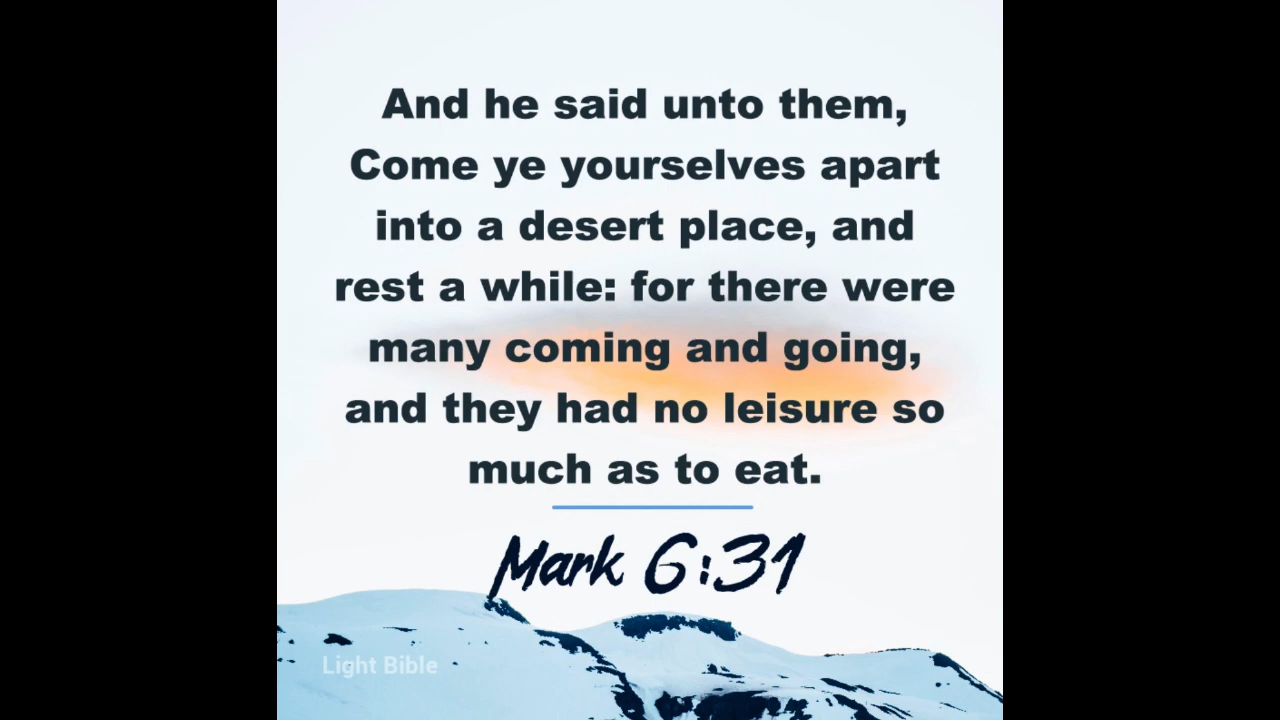 And he said unto them,
Come ye yourselves apart
into a desert place, and
rest a while: for there were
many coming and going,
and they had no leisure so
much as to eat.
Mark 6:31
Light Bible